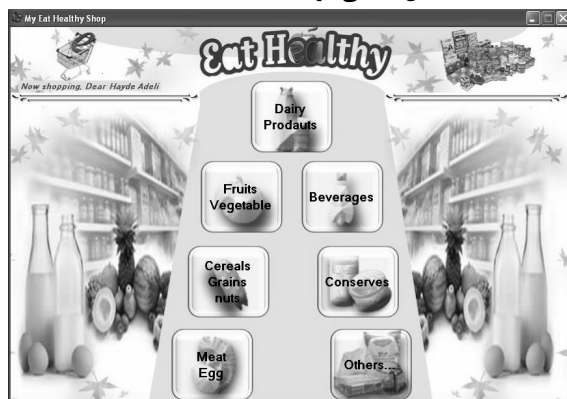 My Eat Healthy Shop
Eat Healthy
Now shopping, Dear Hayde Adeli
Dairy
Prodauts
Fruits
Vegetable
Beverages
Cereals
Grains
nuts
Conserves
Meat
Egg
Others...